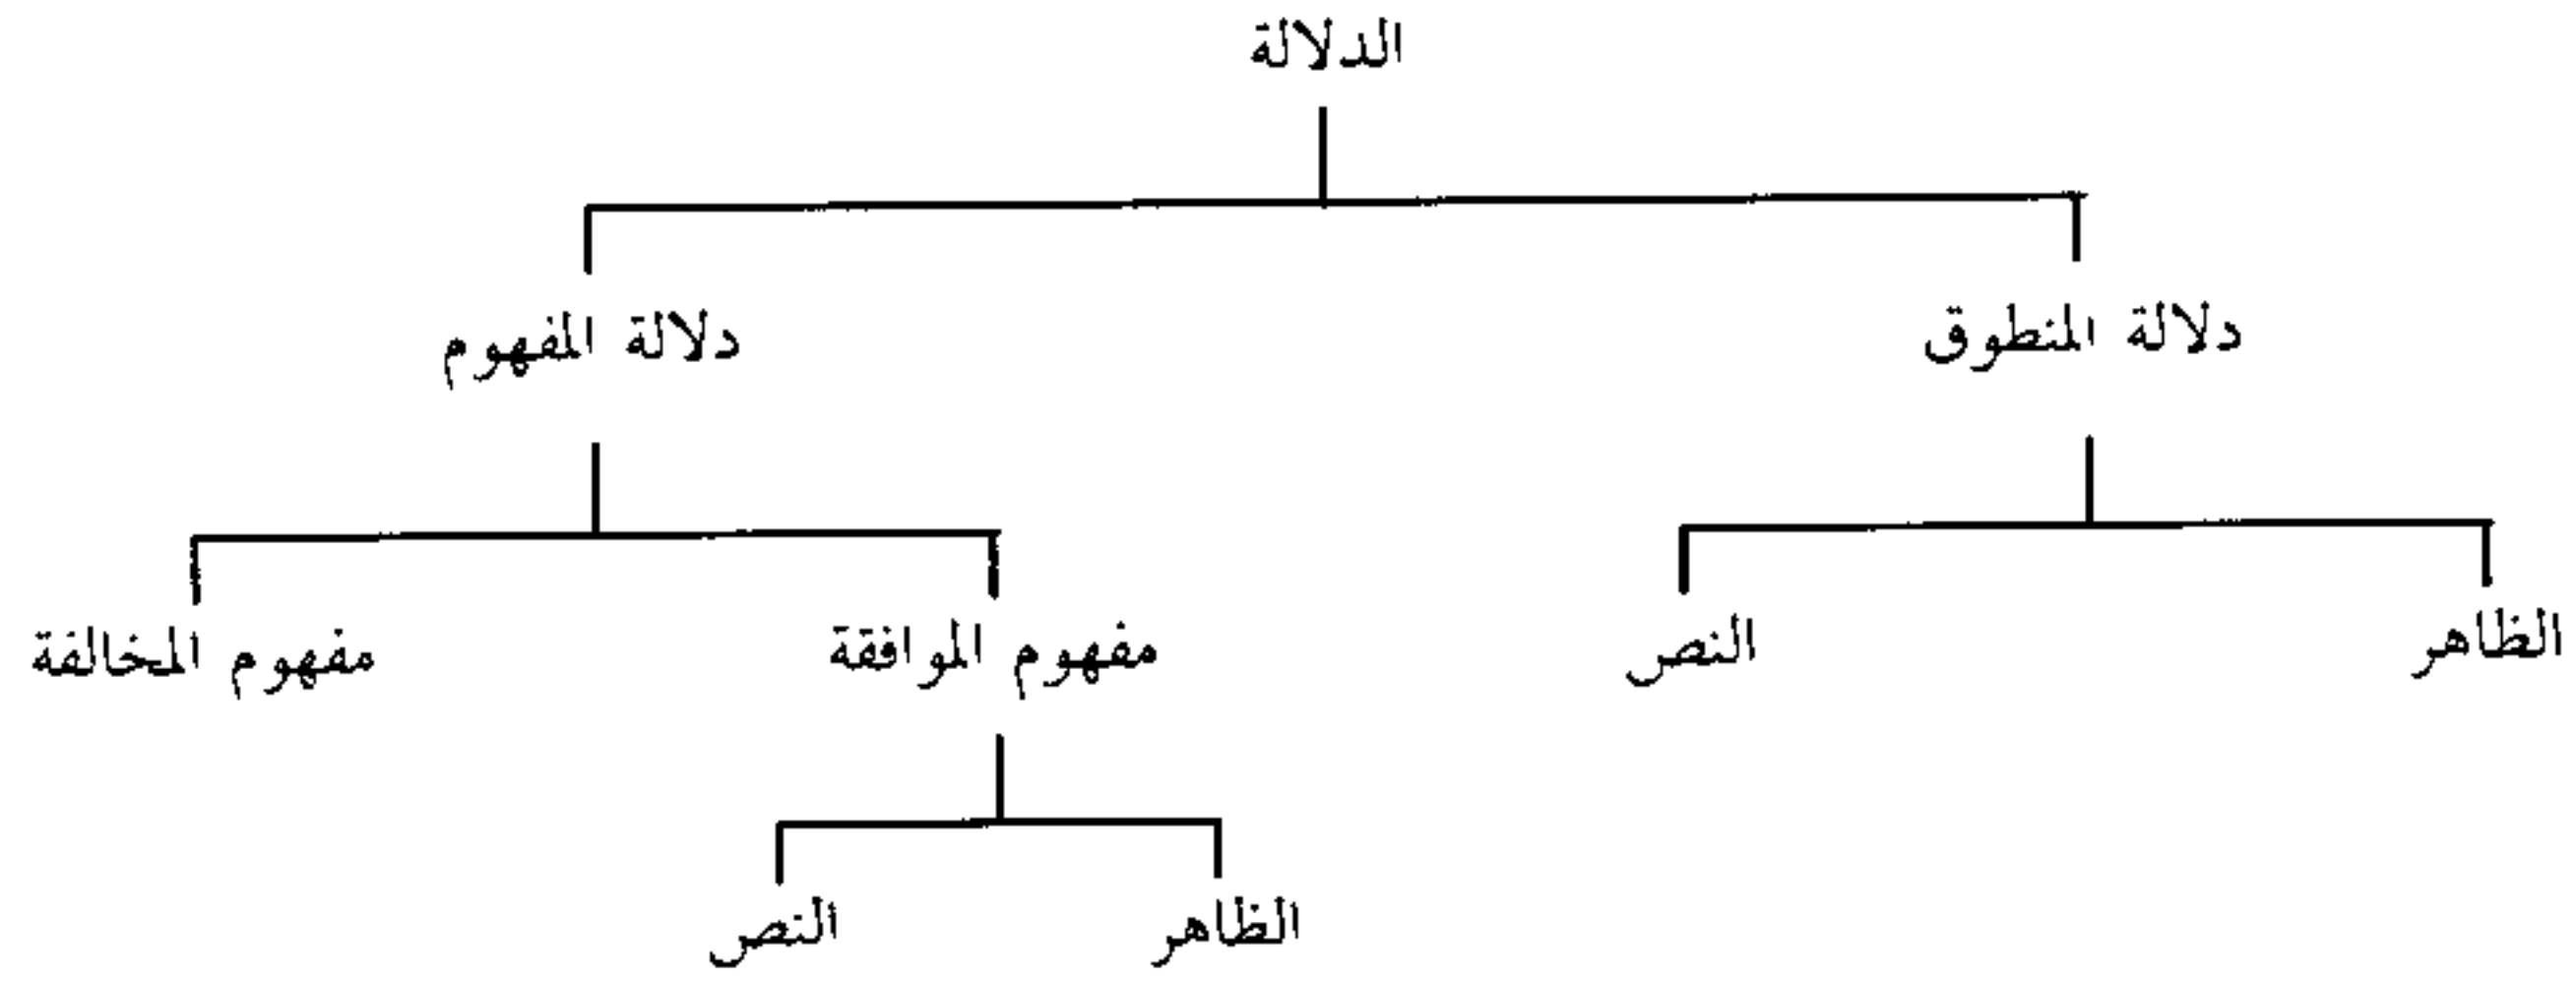 الدلالة
دلالة المنطوق
دلالة المفهوم
الظاهر
النص
مفهوم الموافقة
مفهوم المخالفة
الظاهر
النص